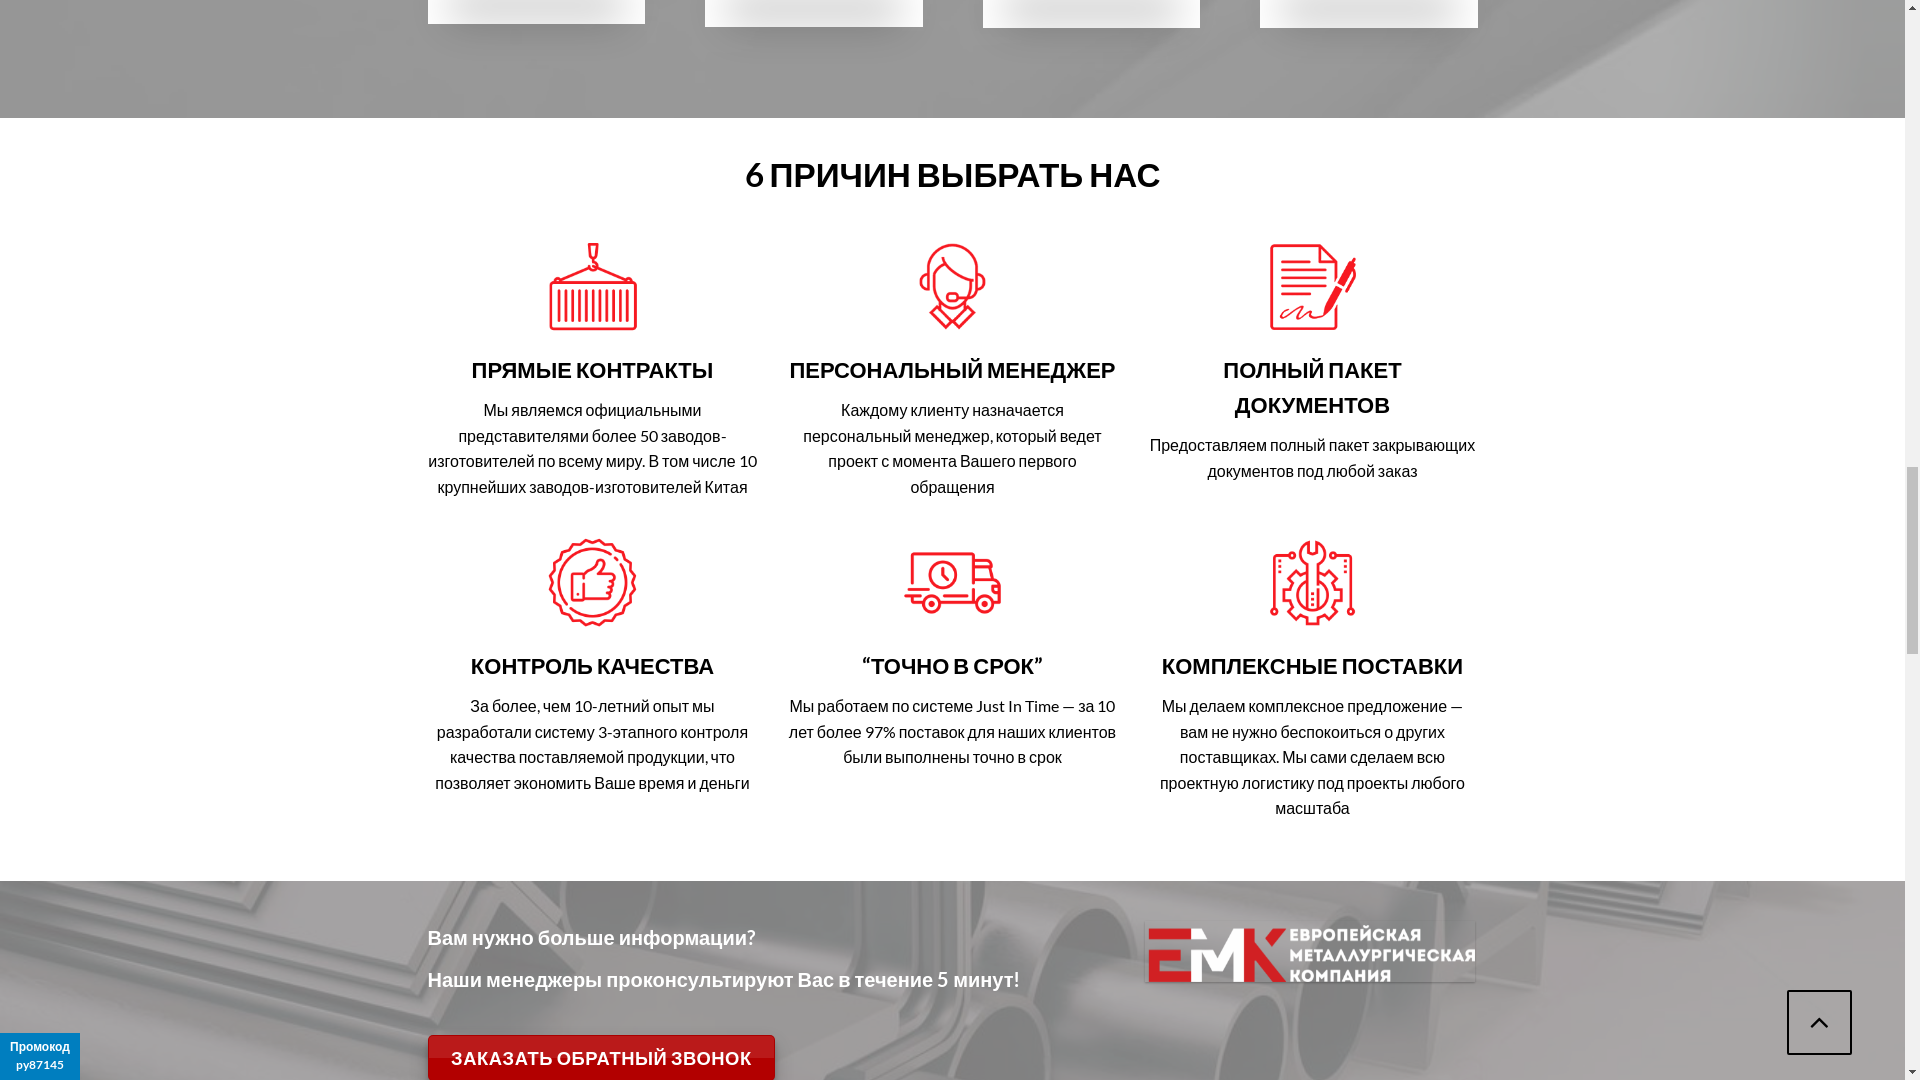 6 ПРИЧИН ВЫБРАТЬ НАС
ПРЯМЫЕ КОНТРАКТЫ
Мы являемся официальными
представителями более 50 заводов-
изготовителей по всему миру. В том числе 10
крупнейших заводов-изготовителей Китая
ПЕРСОНАЛЬНЫЙ МЕНЕДЖЕР
Каждому клиенту назначается
персональный менеджер, который ведет
проект с момента Вашего первого
обращения
ПОЛНЫЙ ПАКЕТ
ДОКУМЕНТОВ
Предоставляем полный пакет закрывающих
документов под любой заказ
КОНТРОЛЬ КАЧЕСТВА
За более, чем 10-летний опыт мы
разработали систему 3-этапного контроля
качества поставляемой продукции, что
позволяет экономить Ваше время и деньги
“ТОЧНО В СРОК”
Мы работаем по системе Just In Time — за 10
лет более 97% поставок для наших клиентов
были выполнены точно в срок
КОМПЛЕКСНЫЕ ПОСТАВКИ
Мы делаем комплексное предложение —
вам не нужно беспокоиться о других
поставщиках. Мы сами сделаем всю
проектную логистику под проекты любого
масштаба
Вам нужно больше информации?
Наши менеджеры проконсультируют Вас в течение 5 минут!
ЗАКАЗАТЬ ОБРАТНЫЙ ЗВОНОК
ЕМК
ЕВРОПЕЙСКАЯ
МЕТАЛЛУРГИЧЕСКАЯ
КОМПАНИЯ
Промокод
ру87145